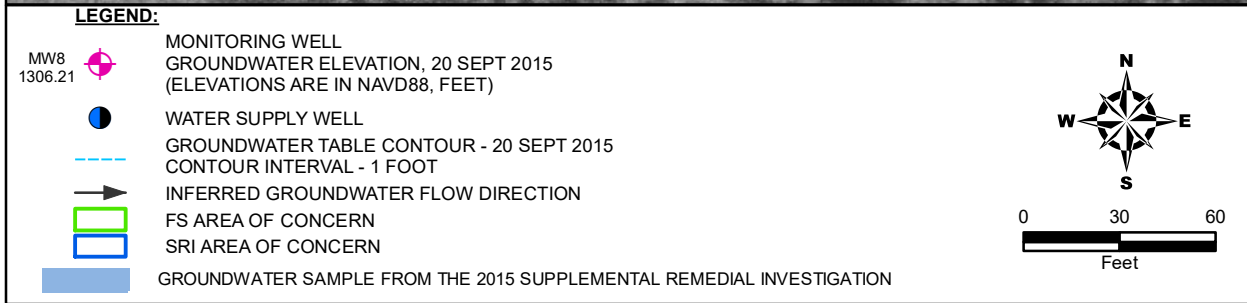 LEGEND:
MW8
1306.21
MONITORING WELL
GROUNDWATER ELEVATION, 20 SEPT 2015
(ELEVATIONS ARE IN NAVD88, FEET)
WATER SUPPLY WELL
GROUNDWATER TABLE CONTOUR - 20 SEPT 2015
CONTOUR INTERVAL - 1 FOOT
INFERRED GROUNDWATER FLOW DIRECTION
FS AREA OF CONCERN
SRI AREA OF CONCERN
GROUNDWATER SAMPLE FROM THE 2015 SUPPLEMENTAL REMEDIAL INVESTIGATION
N
W E
S
0 30 60
Feet